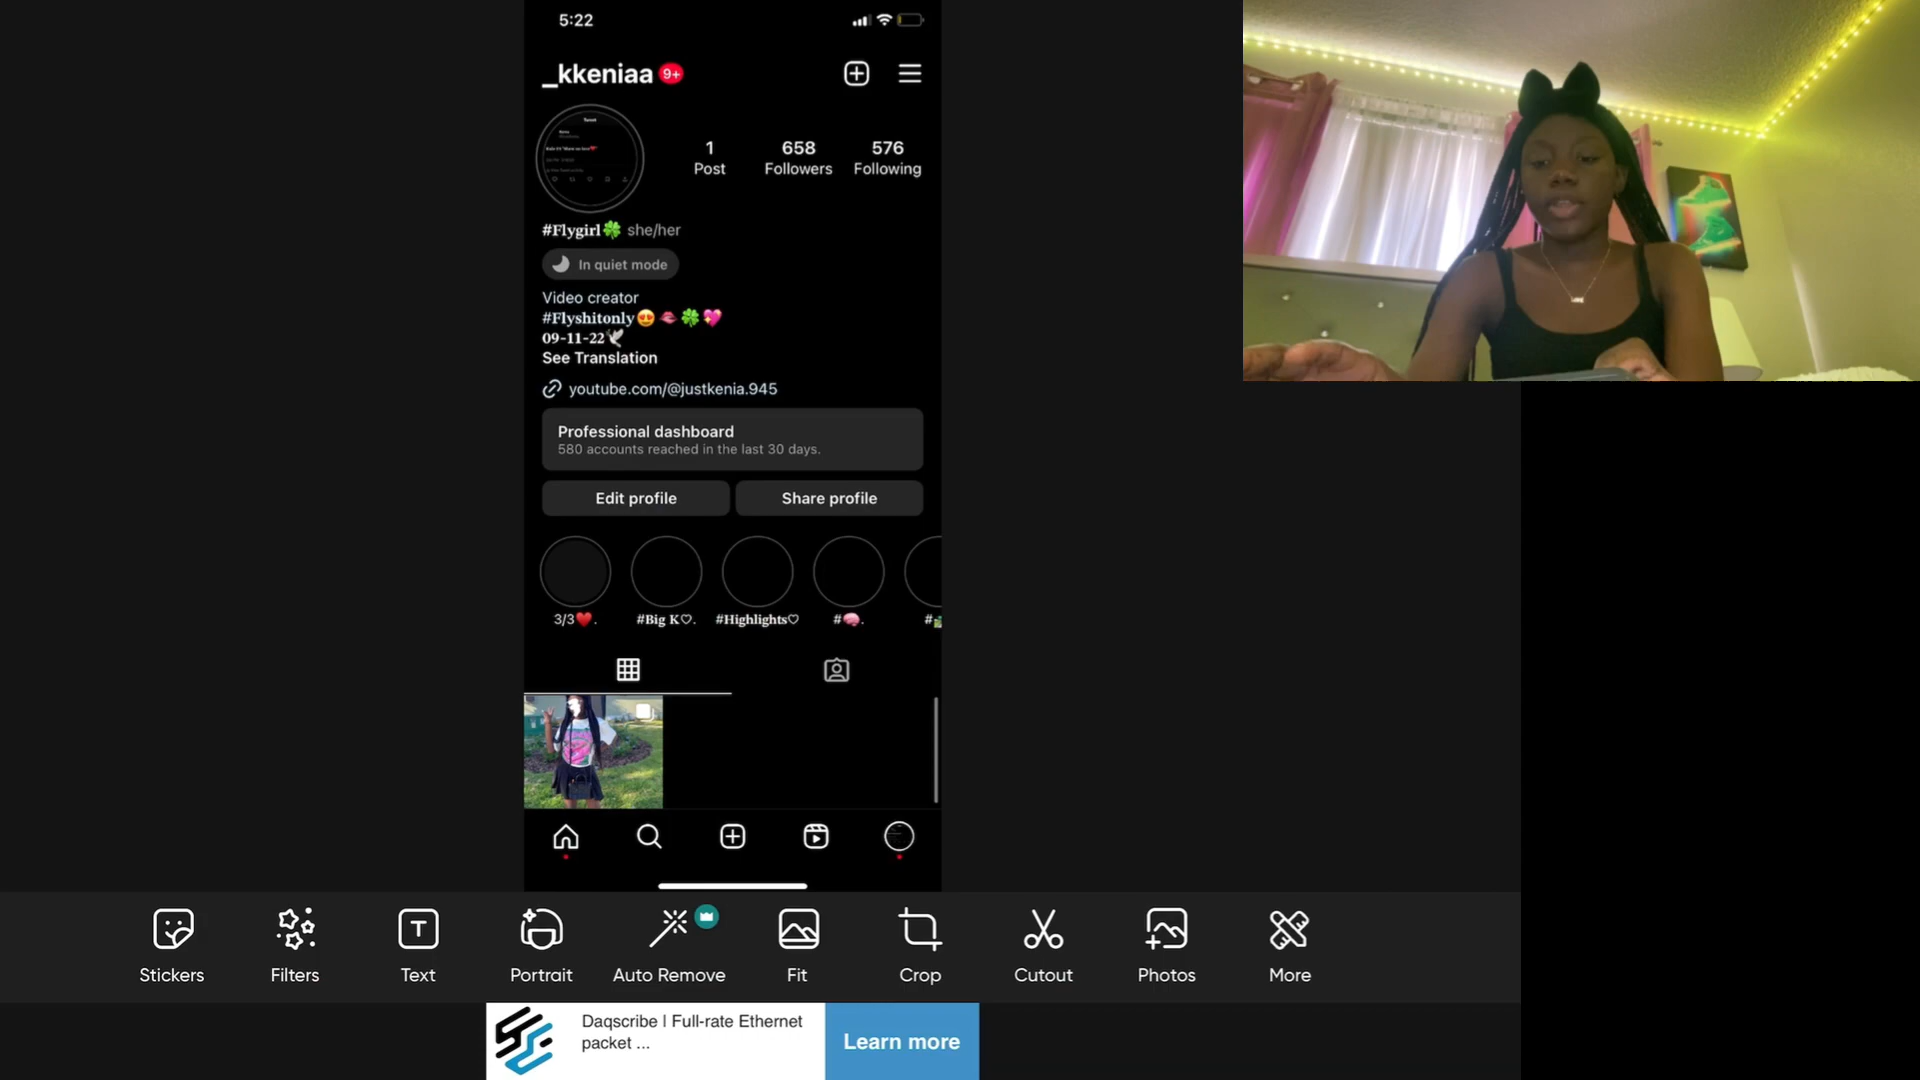 5:22
_kkeniaa 9+
Tweet
1
Post
658
Followers
576
Following
#Flygirl🍀 she/her
In quiet mode
Video creator
#Flyshitonly😍🫦🍀💖
09-11-22🕊
See Translation
youtube.com/@justkenia.945
Professional dashboard
580 accounts reached in the last 30 days.
Edit profile
Share profile
3/3❤️.
#Big K♡.
#Highlights♡
#🧠.
#
Stickers
Filters
T
Text
Portrait
Auto Remove
Fit
Crop
Cutout
Photos
More
Daqscribe | Full-rate Ethernet
packet ...
Learn more